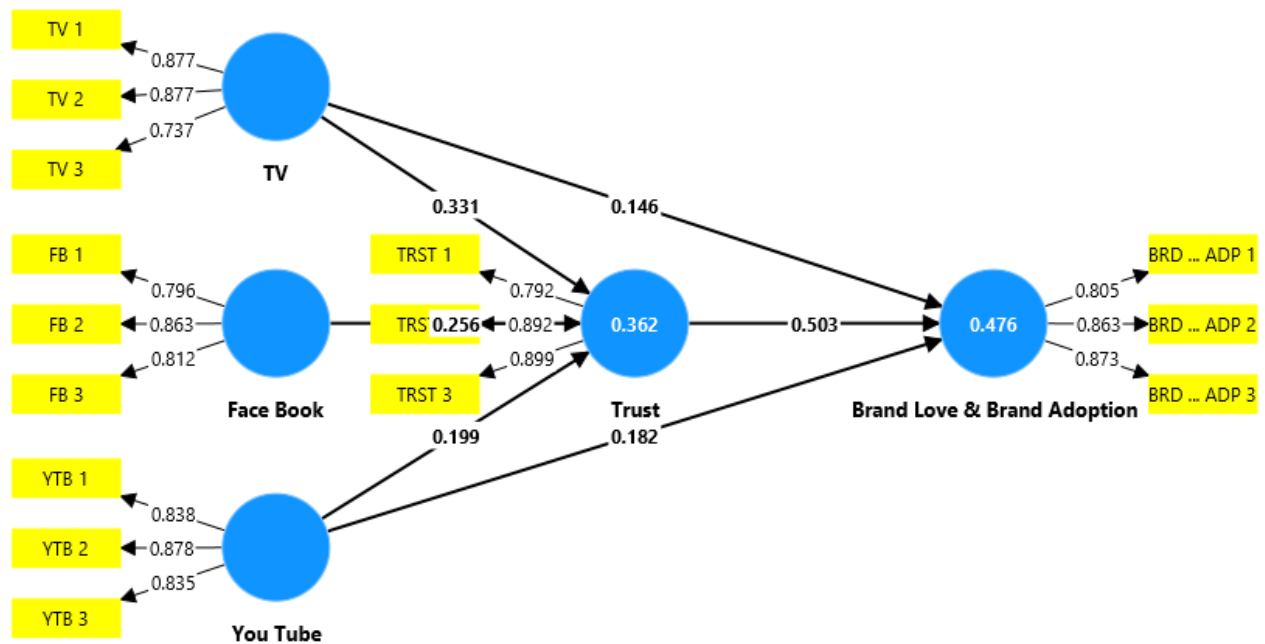 TV 1
0.877
TV 2
0.877
0.737
TV 3
TV
0.331
0.146
FB 1
0.796
FB 2
0.863
0.812
FB 3
Face Book
TRST 1
0.792
0.256
0.892
0.899
TRST 3
0.362
Trust
0.503
0.476
Brand Love & Brand Adoption
0.805
BRD ... ADP 1
0.863
BRD ... ADP 2
0.873
BRD ... ADP 3
0.199
0.182
YTB 1
0.838
YTB 2
0.878
0.835
YTB 3
You Tube